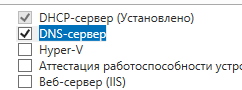 DHCP-сервер (Установлено)
DNS-сервер
Hyper-V
Аттестация работоспособности устро
Веб-сервер (IIS)